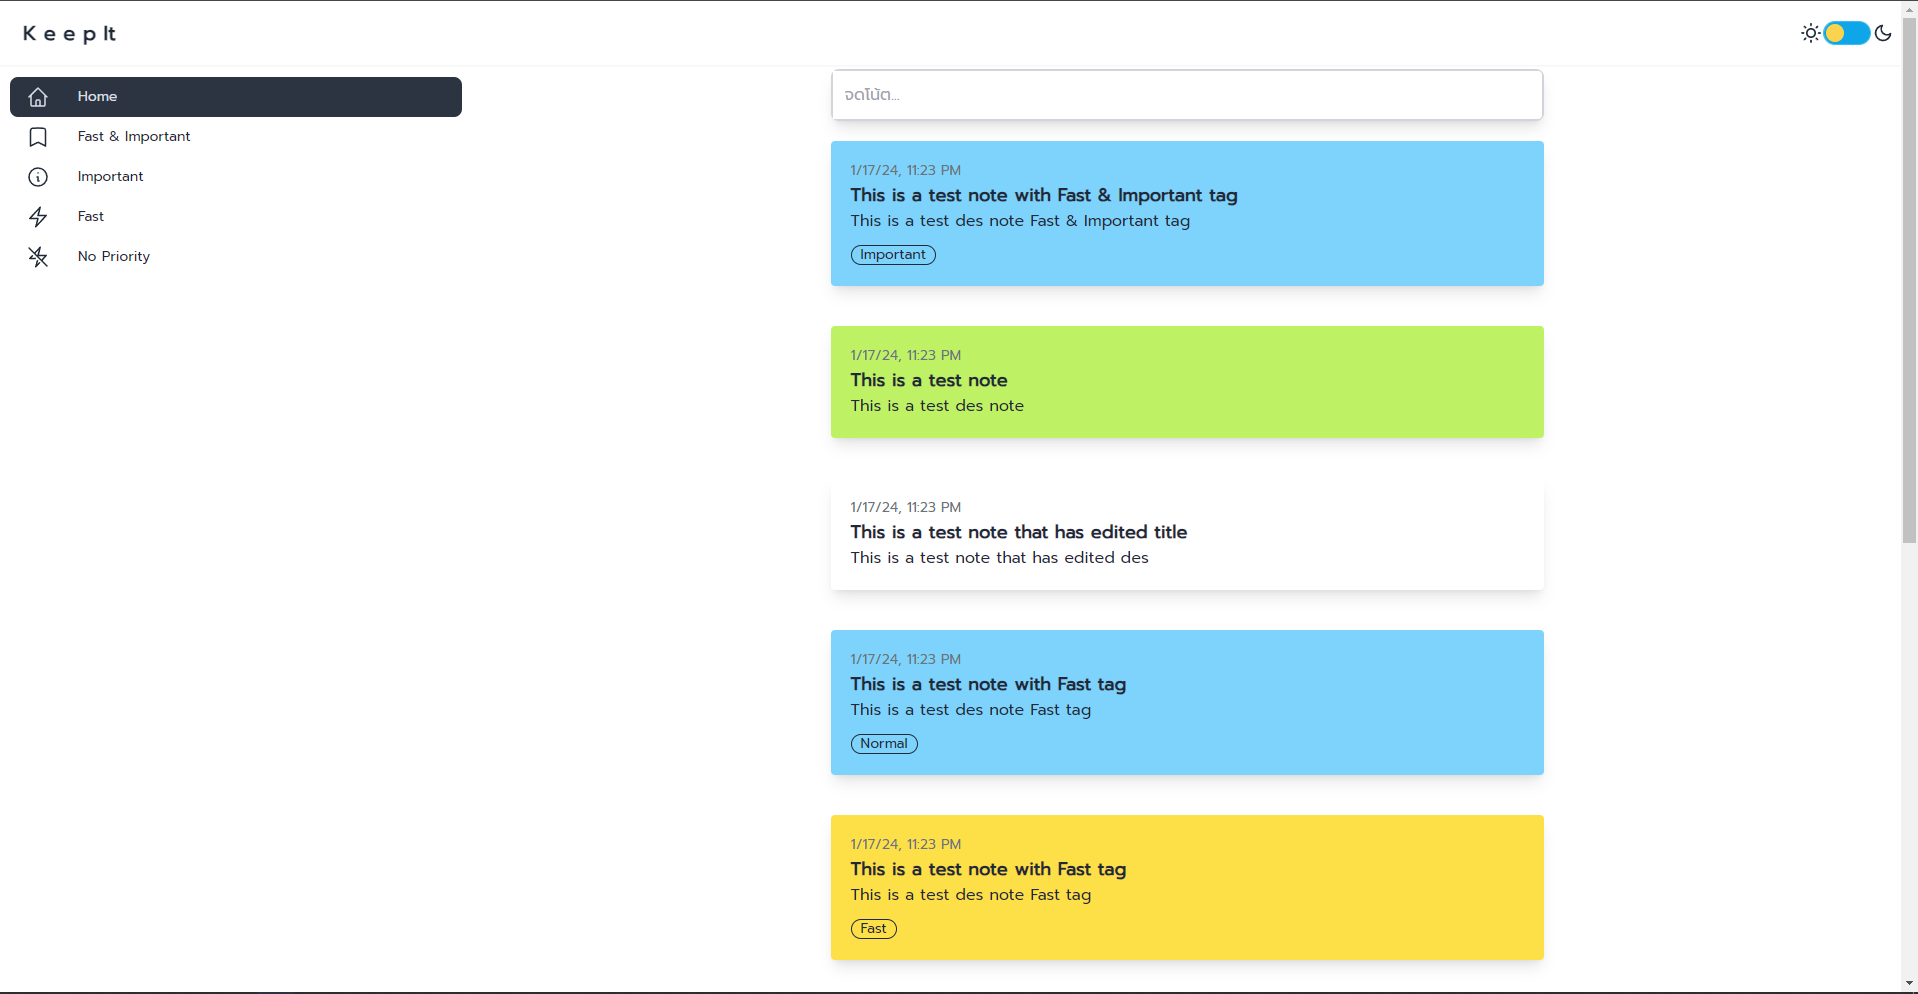 K e e p It
Home
Fast & Important
Important
Fast
No Priority
จดโน้ต...
1/17/24, 11:23 PM
This is a test note with Fast & Important tag
This is a test des note Fast & Important tag
Important
1/17/24, 11:23 PM
This is a test note
This is a test des note
1/17/24, 11:23 PM
This is a test note that has edited title
This is a test note that has edited des
1/17/24, 11:23 PM
This is a test note with Fast tag
This is a test des note Fast tag
Normal
1/17/24, 11:23 PM
This is a test note with Fast tag
This is a test des note Fast tag
Fast